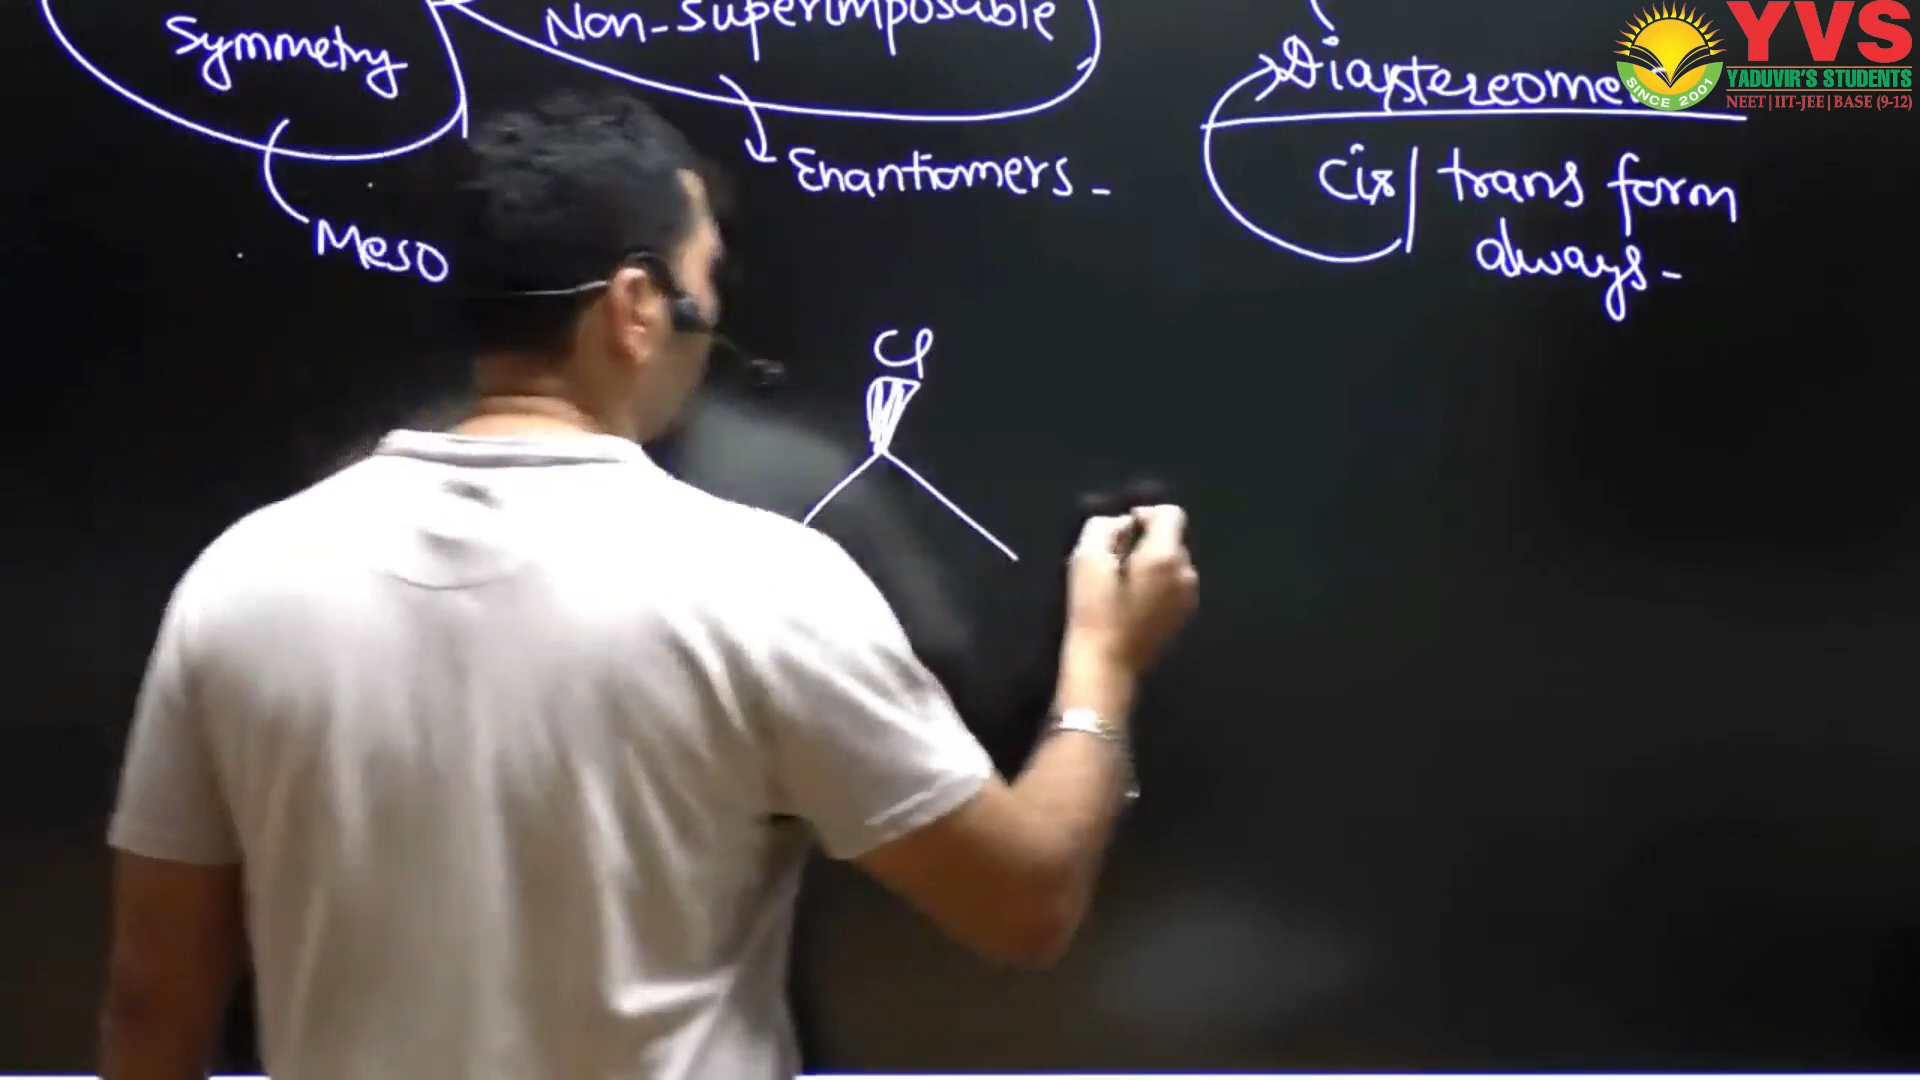 Non-Superimposable
Symmetry
Enantiomers -
Meso
cis/trans form
always-
Cl
YVS
YADUVIR'S STUDENTS
NEET | IIT-JEE | BASE (9-12)
SINCE 2001